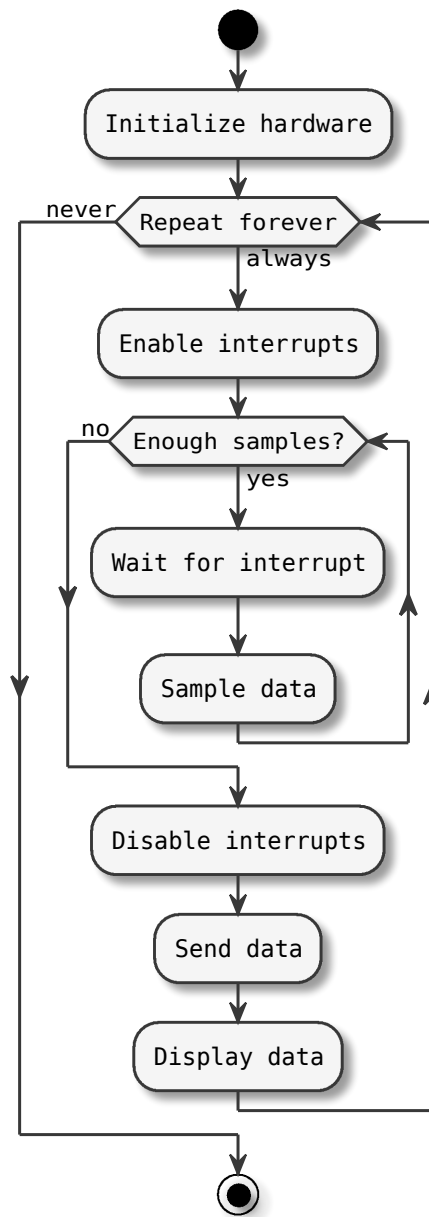 Initialize hardware
never
Repeat forever
always
Enable interrupts
no
Enough samples?
yes
Wait for interrupt
Sample data
Disable interrupts
Send data
Display data